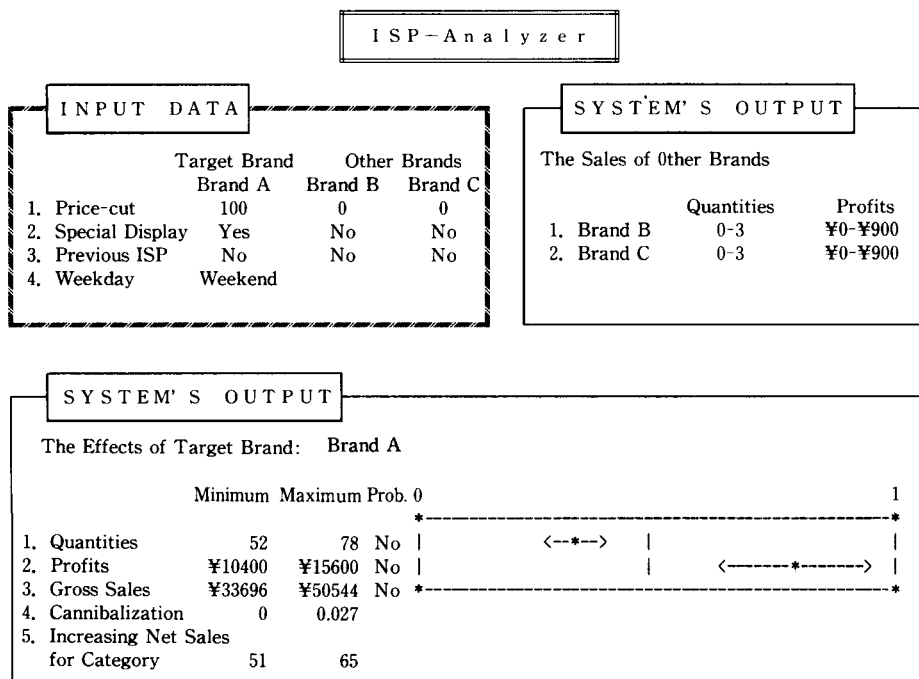 ISP-Analyzer
INPUT DATA
Target Brand Other Brands
Brand A Brand B Brand C
1. Price-cut 100 0 0
2. Special Display Yes No No
3. Previous ISP No No No
4. Weekday Weekend
SYSTEM'S OUTPUT
The Sales of Other Brands
Quantities Profits
1. Brand B 0-3 ¥0-¥900
2. Brand C 0-3 ¥0-¥900
SYSTEM'S OUTPUT
The Effects of Target Brand: Brand A
Minimum Maximum Prob. 0 1
1. Quantities 52 78 No
2. Profits ¥10400 ¥15600 No
3. Gross Sales ¥33696 ¥50544 No
4. Cannibalization 0 0.027
5. Increasing Net Sales
for Category 51 65